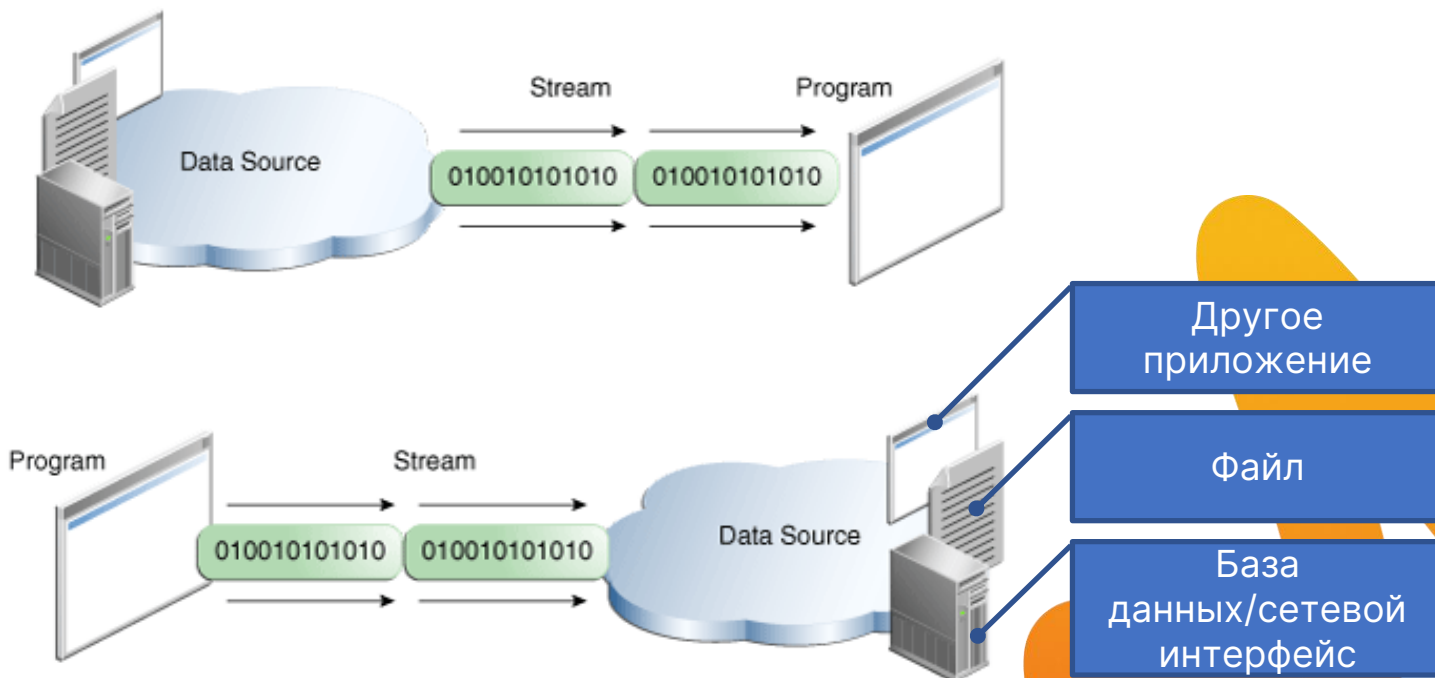 Stream
Program
Data Source
010010101010
010010101010
Другое
приложение
Program
Stream
Файл
Data Source
010010101010
010010101010
База
данных/сетевой
интерфейс